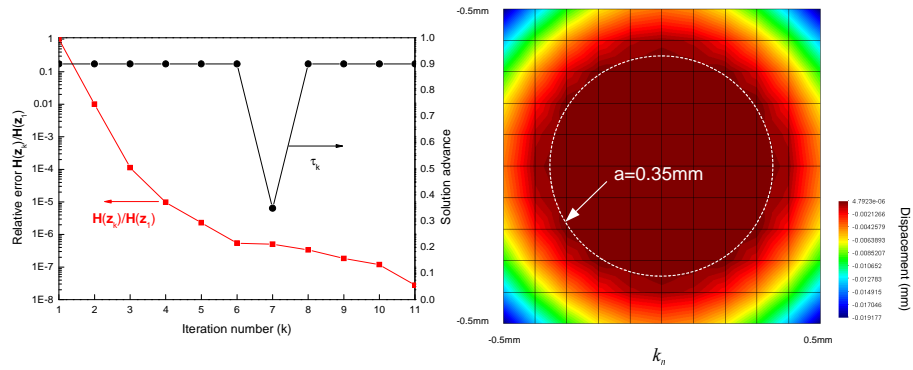 Relative error H(z_k)/H(z_1)
1
0.1
0.01
1E-3
1E-4
1E-5
1E-6
1E-7
1E-8
1 2 3 4 5 6 7 8 9 10 11
Iteration number (k)
H(z_k)/H(z_1)
τ_k
1.0
0.9
0.8
0.7
0.6
0.5
0.4
0.3
0.2
0.1
0.0
Solution advance
-0.5mm
a=0.35mm
-0.5mm
-0.5mm
0.5mm
k_n
4.7923e-06
-0.0021266
-0.0042579
-0.0063893
-0.0085207
-0.010652
-0.012783
-0.014915
-0.017046
-0.019177
Dispacement (mm)